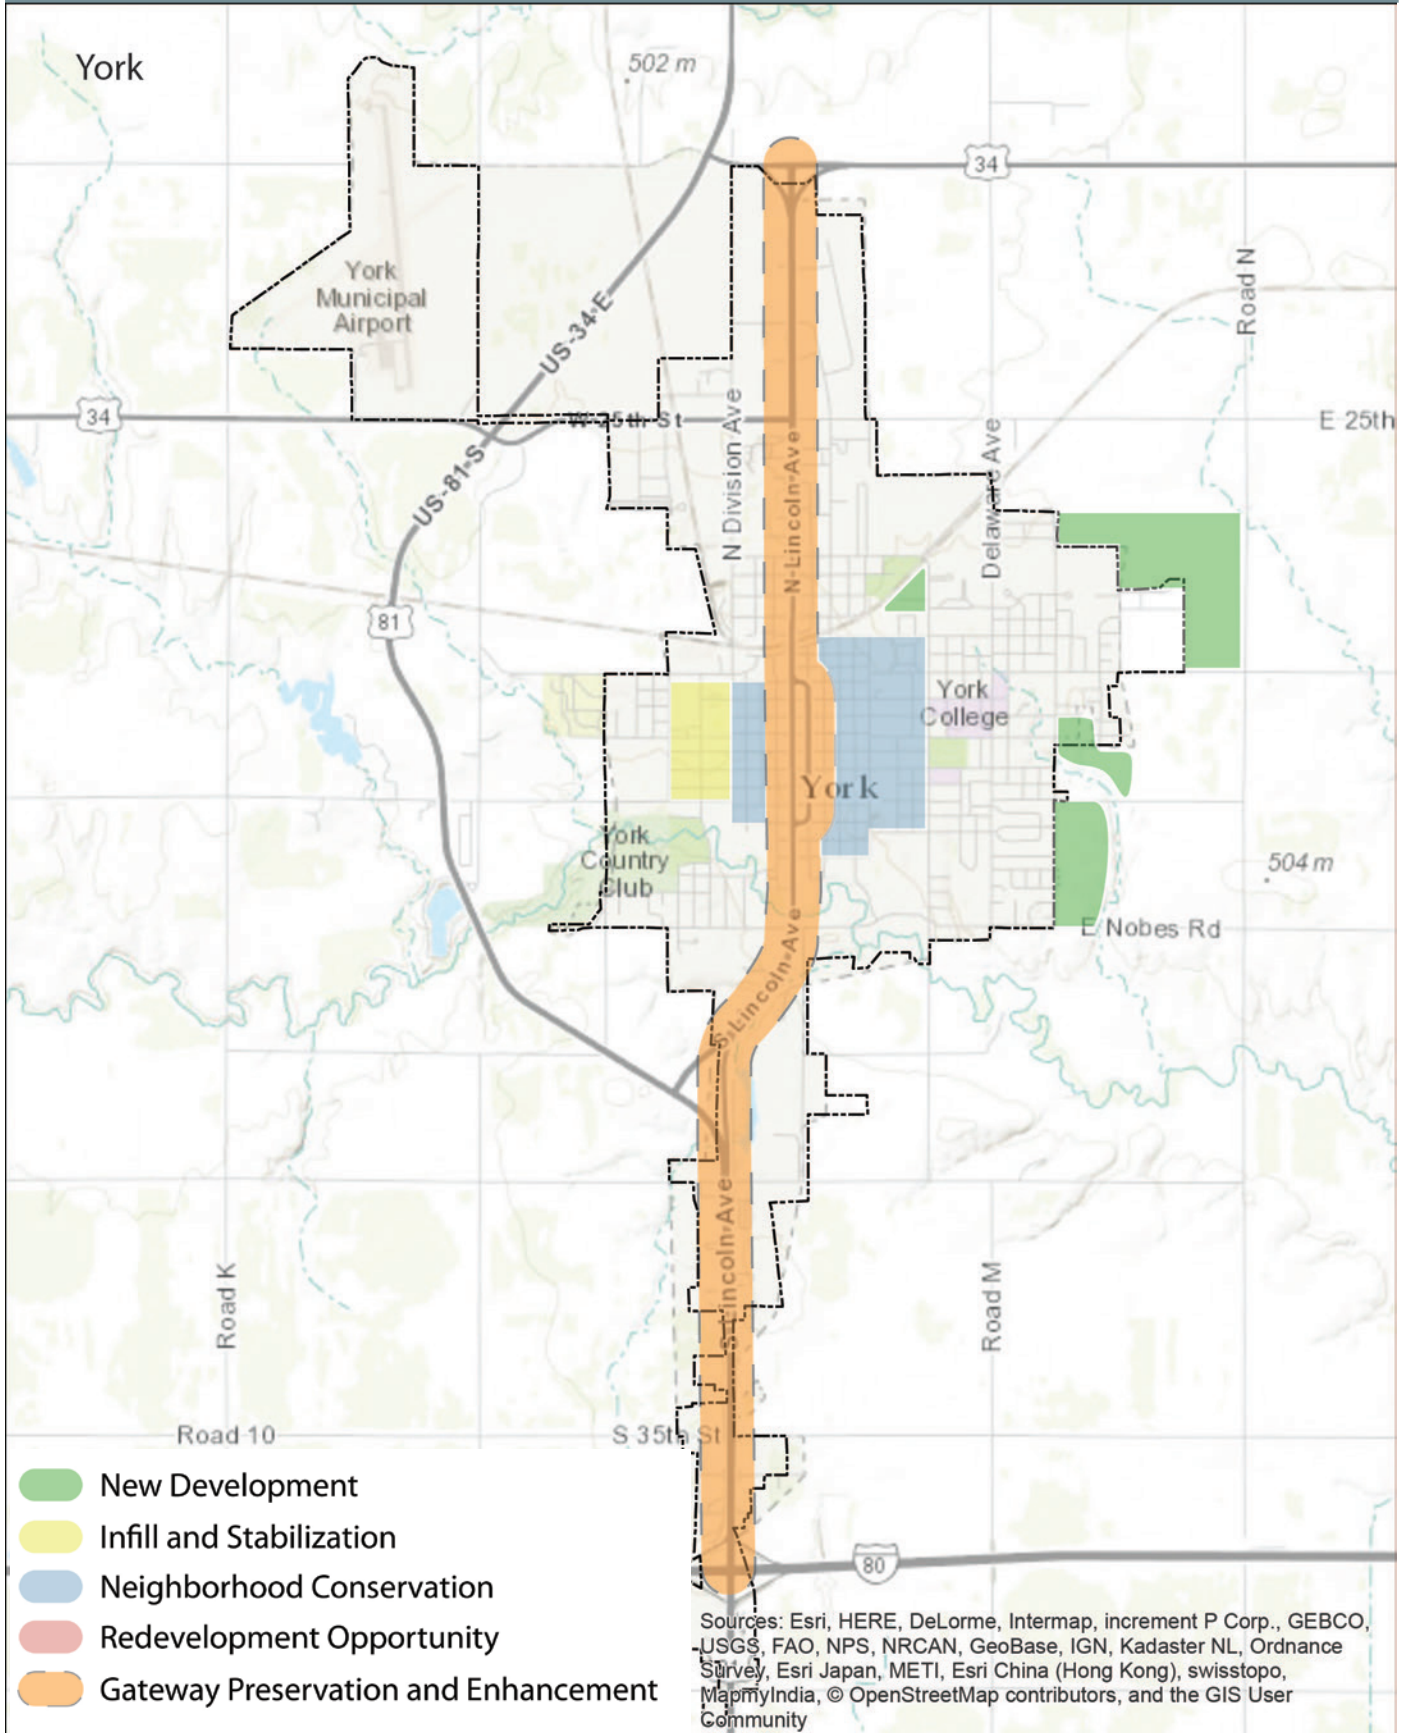 York
502 m
34
York
Municipal
Airport
US-34-E
Road N
34
W 25th St
E 25th
N Division Ave
N-Lincoln-Ave
Delaware Ave
US-81-S
81
York
College
York
York
Country
Club
504 m
E Nobes Rd
S-Lincoln-Ave
S-Lincoln-Ave
Road K
Road M
Road 10
S 35th St
80
New Development
Infill and Stabilization
Neighborhood Conservation
Redevelopment Opportunity
Gateway Preservation and Enhancement
Sources: Esri, HERE, DeLorme, Intermap, increment P Corp., GEBCO,
USGS, FAO, NPS, NRCAN, GeoBase, IGN, Kadaster NL, Ordnance
Survey, Esri Japan, METI, Esri China (Hong Kong), swisstopo,
MapmyIndia, © OpenStreetMap contributors, and the GIS User
Community